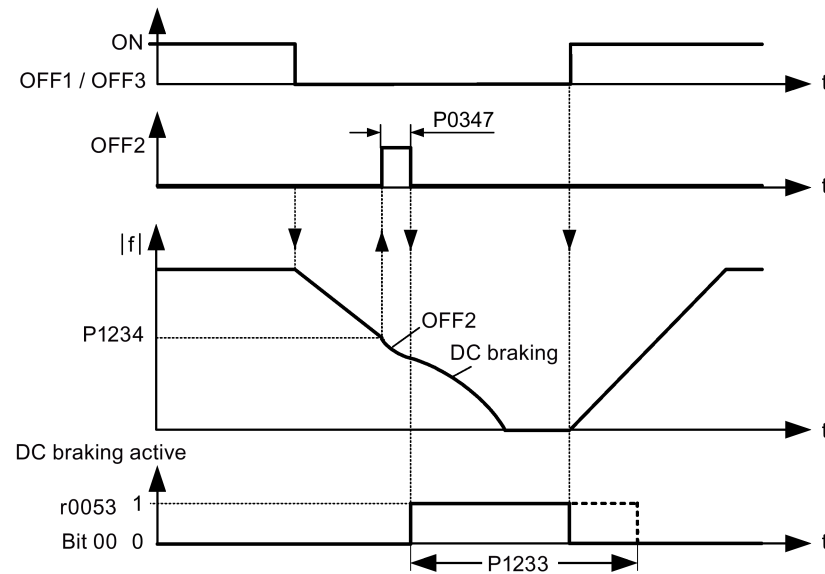 ON
OFF1 / OFF3
t
P0347
OFF2
t
|f|
P1234
OFF2
DC braking
t
DC braking active
r0053 1
Bit 00 0
t
P1233